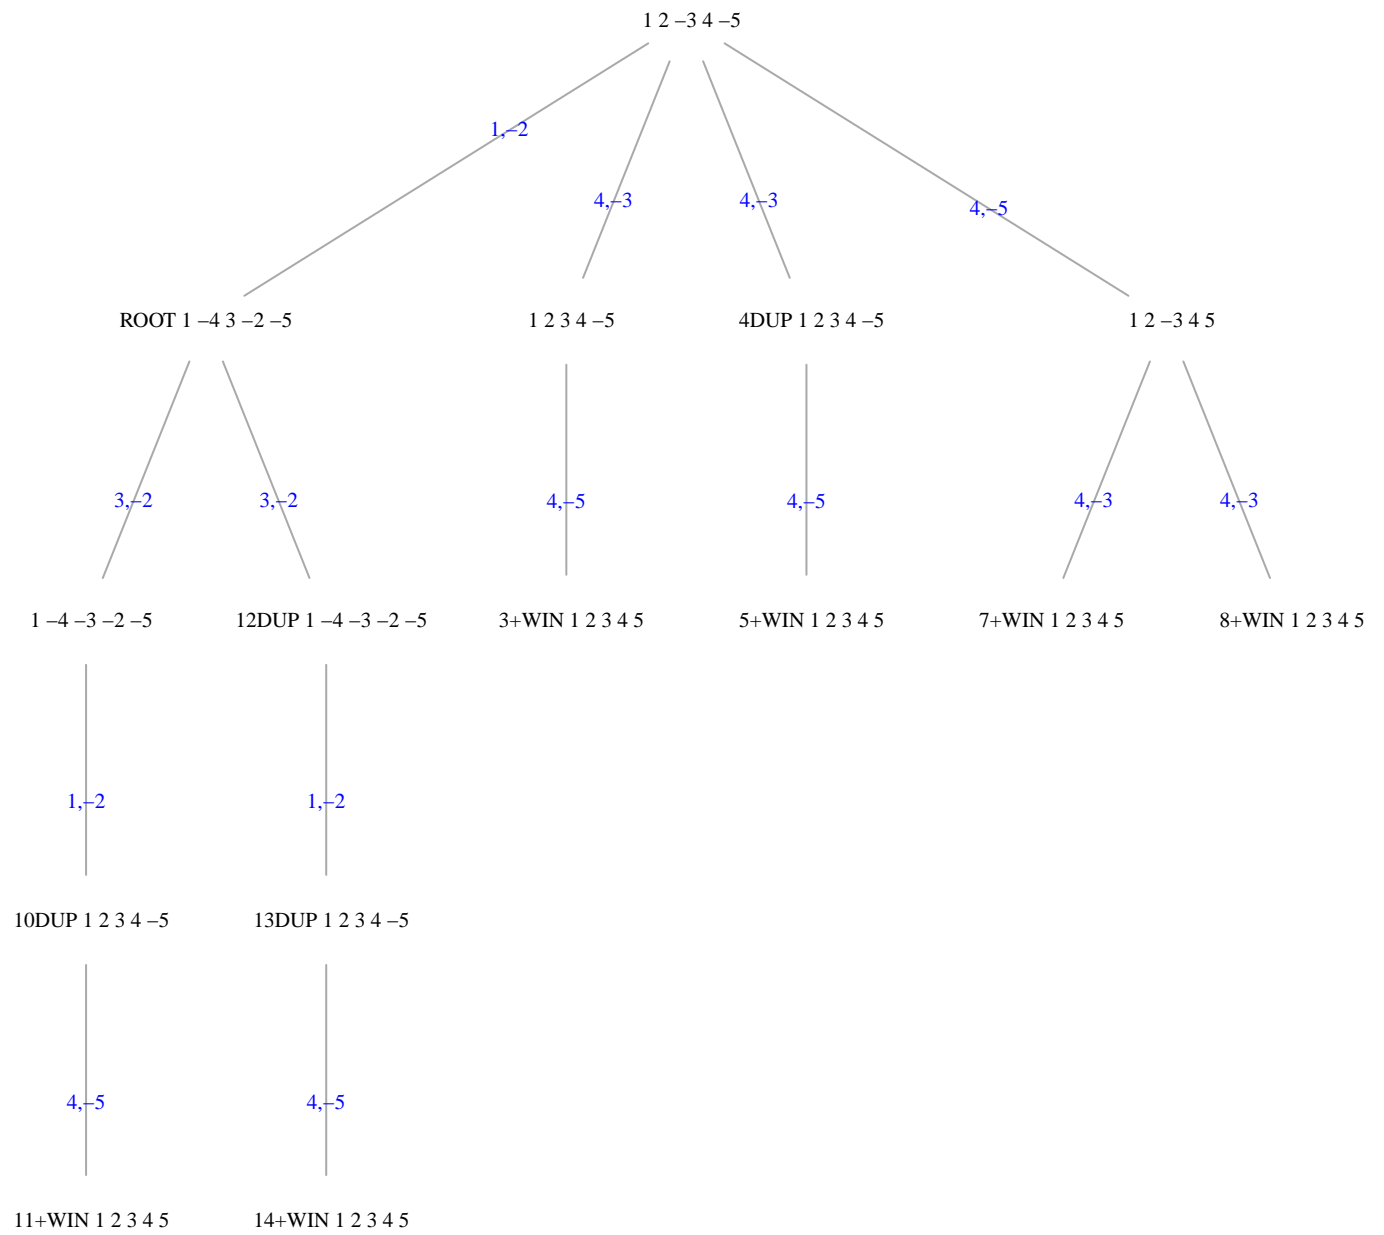 1 2 –3 4 –5
1,–2
4,–3
4,–3
4,–5
ROOT 1 –4 3 –2 –5
1 2 3 4 –5
4DUP 1 2 3 4 –5
1 2 –3 4 5
3,–2
3,–2
4,–5
4,–5
4,–3
4,–3
1 –4 –3 –2 –5
12DUP 1 –4 –3 –2 –5
3+WIN 1 2 3 4 5
5+WIN 1 2 3 4 5
7+WIN 1 2 3 4 5
8+WIN 1 2 3 4 5
1,–2
1,–2
10DUP 1 2 3 4 –5
13DUP 1 2 3 4 –5
4,–5
4,–5
11+WIN 1 2 3 4 5
14+WIN 1 2 3 4 5